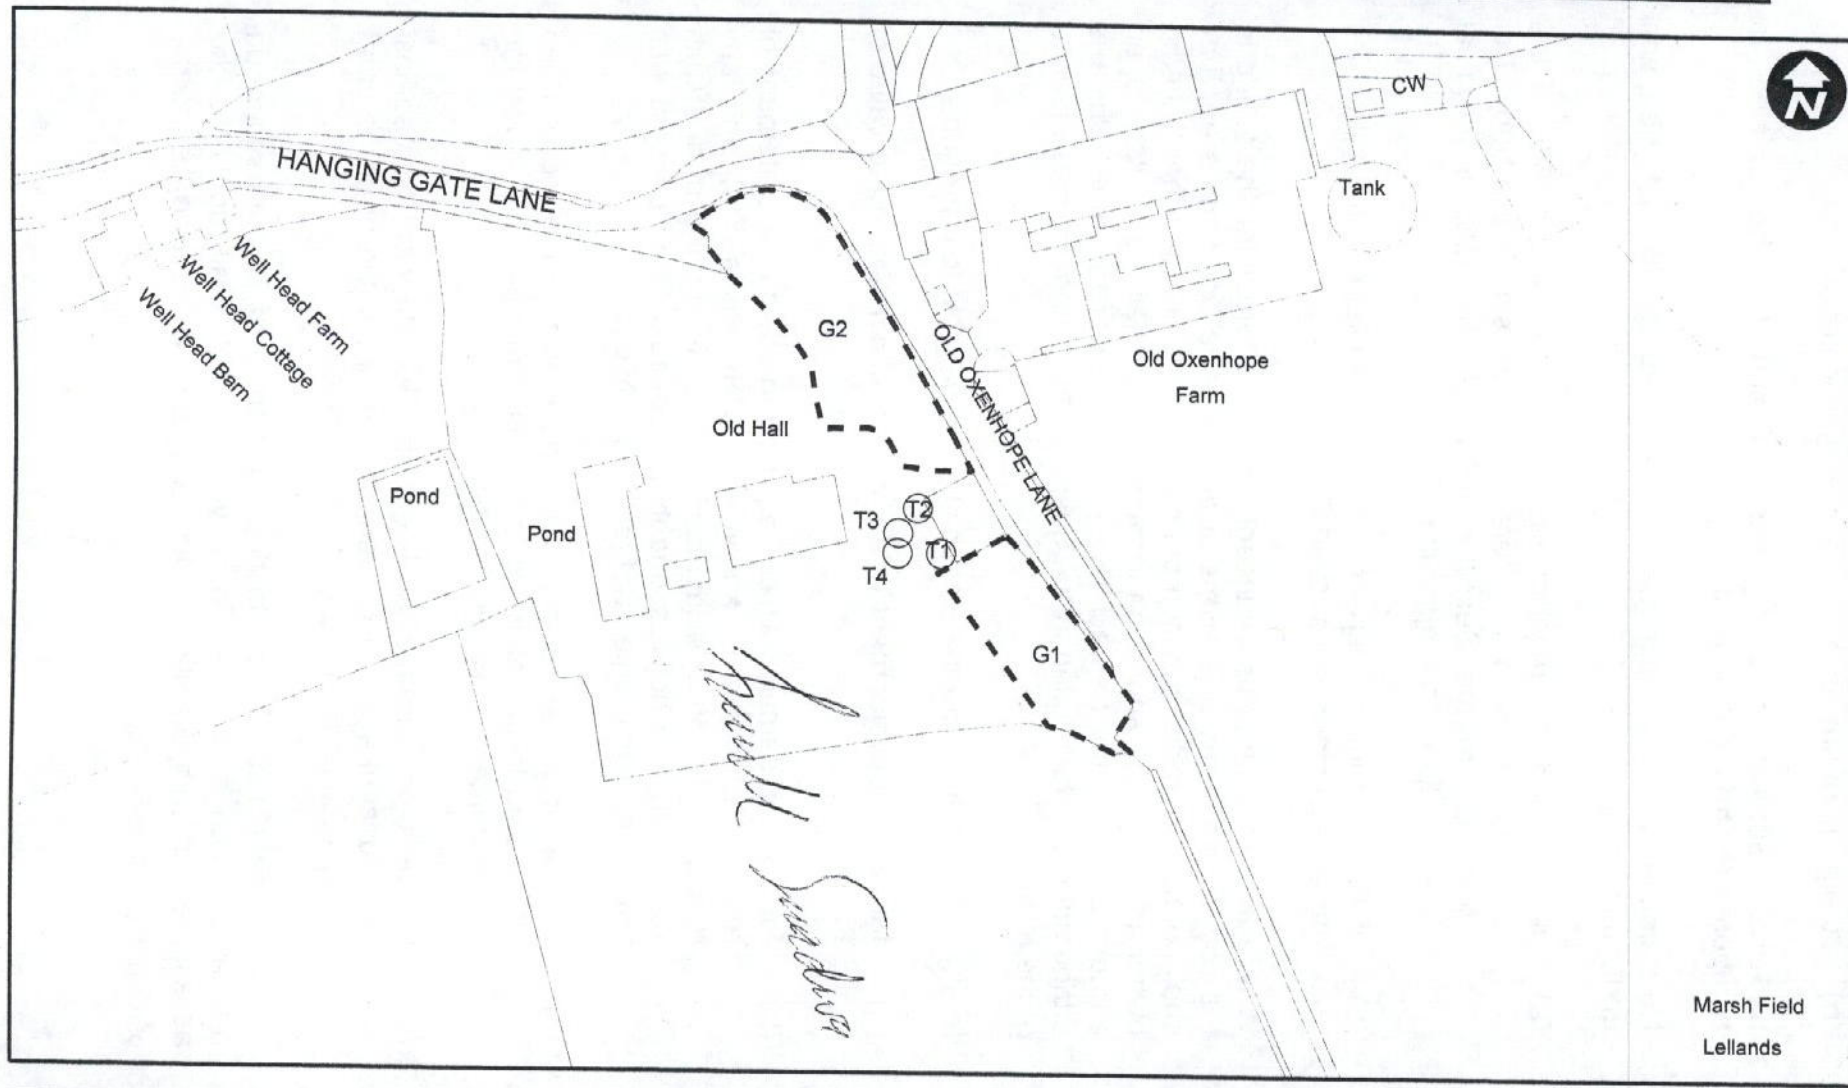 CW
N
HANGING GATE LANE
Tank
Well Head Farm
Well Head Cottage
Well Head Barn
G2
OLD OXENHOPE LANE
Old Oxenhope
Farm
Old Hall
Pond
Pond
T2
T3
T1
T4
G1
Marsh Field
Lellands